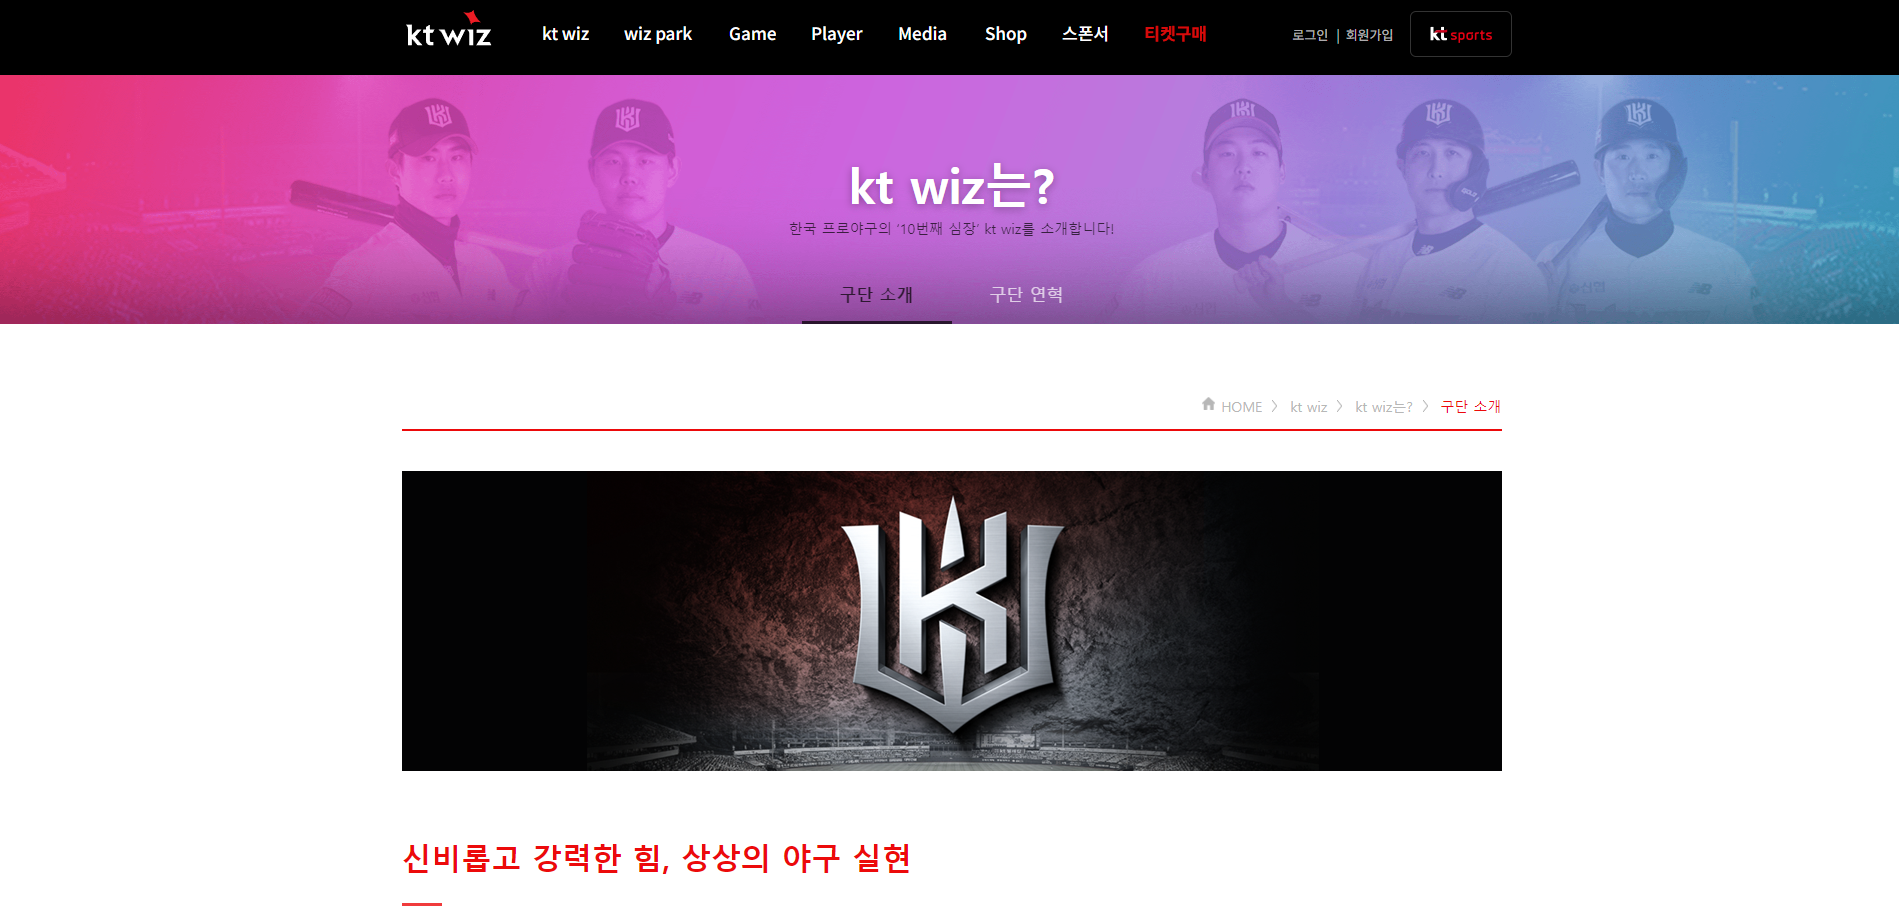 kt wiz
kt wiz wiz park Game Player Media Shop 스폰서 티켓구매
로그인 | 회원가입
kt sports
kt wiz는?
한국 프로야구의 '10번째 심장' kt wiz를 소개합니다!
구단 소개 구단 연혁
HOME 〉 kt wiz 〉 kt wiz는? 〉 구단 소개
신비롭고 강력한 힘, 상상의 야구 실현